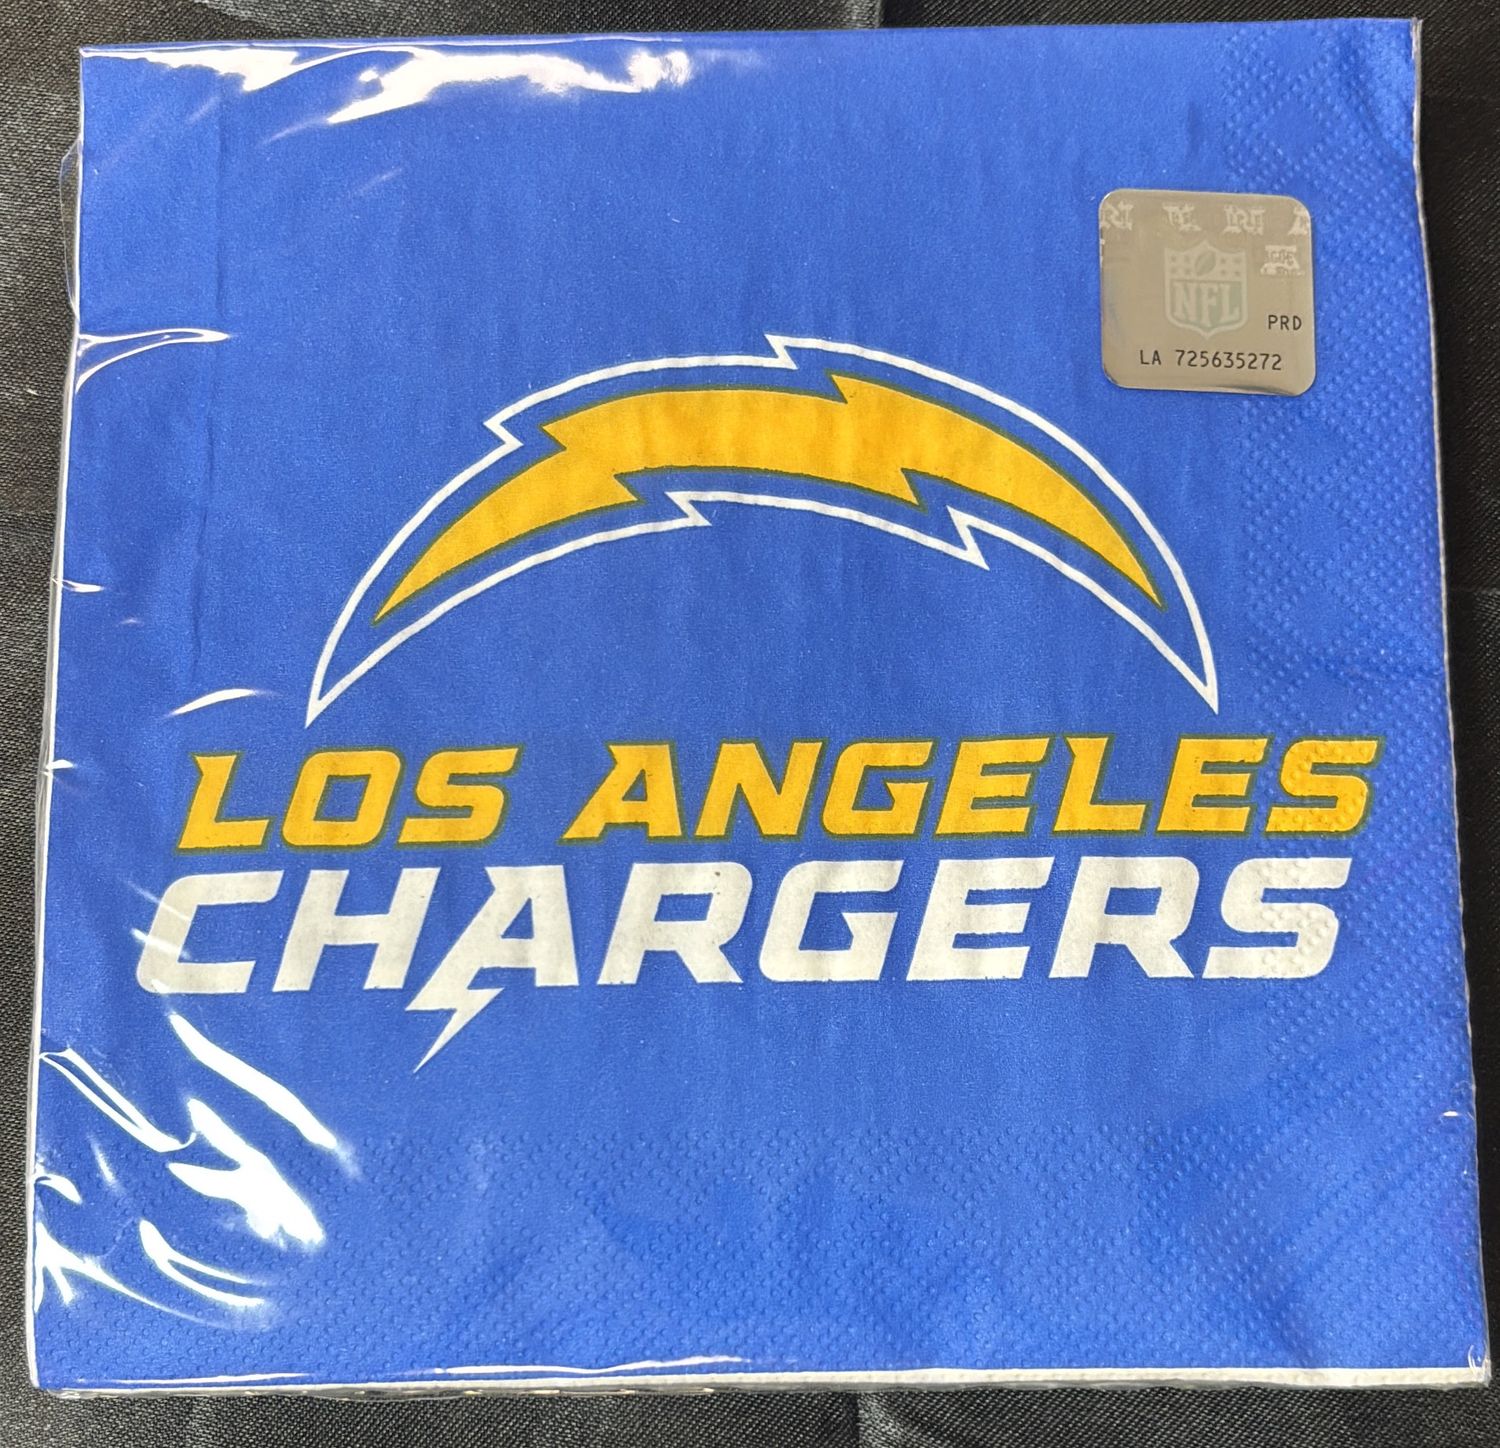 NFL
PRD
LA 725635272
LOS ANGELES
CHARGERS